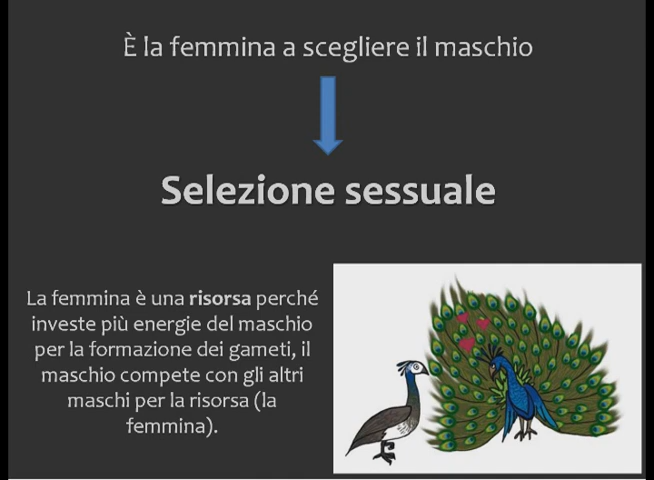 È la femmina a scegliere il maschio
Selezione sessuale
La femmina è una risorsa perché
investe più energie del maschio
per la formazione dei gameti, il
maschio compete con gli altri
maschi per la risorsa (la
femmina).